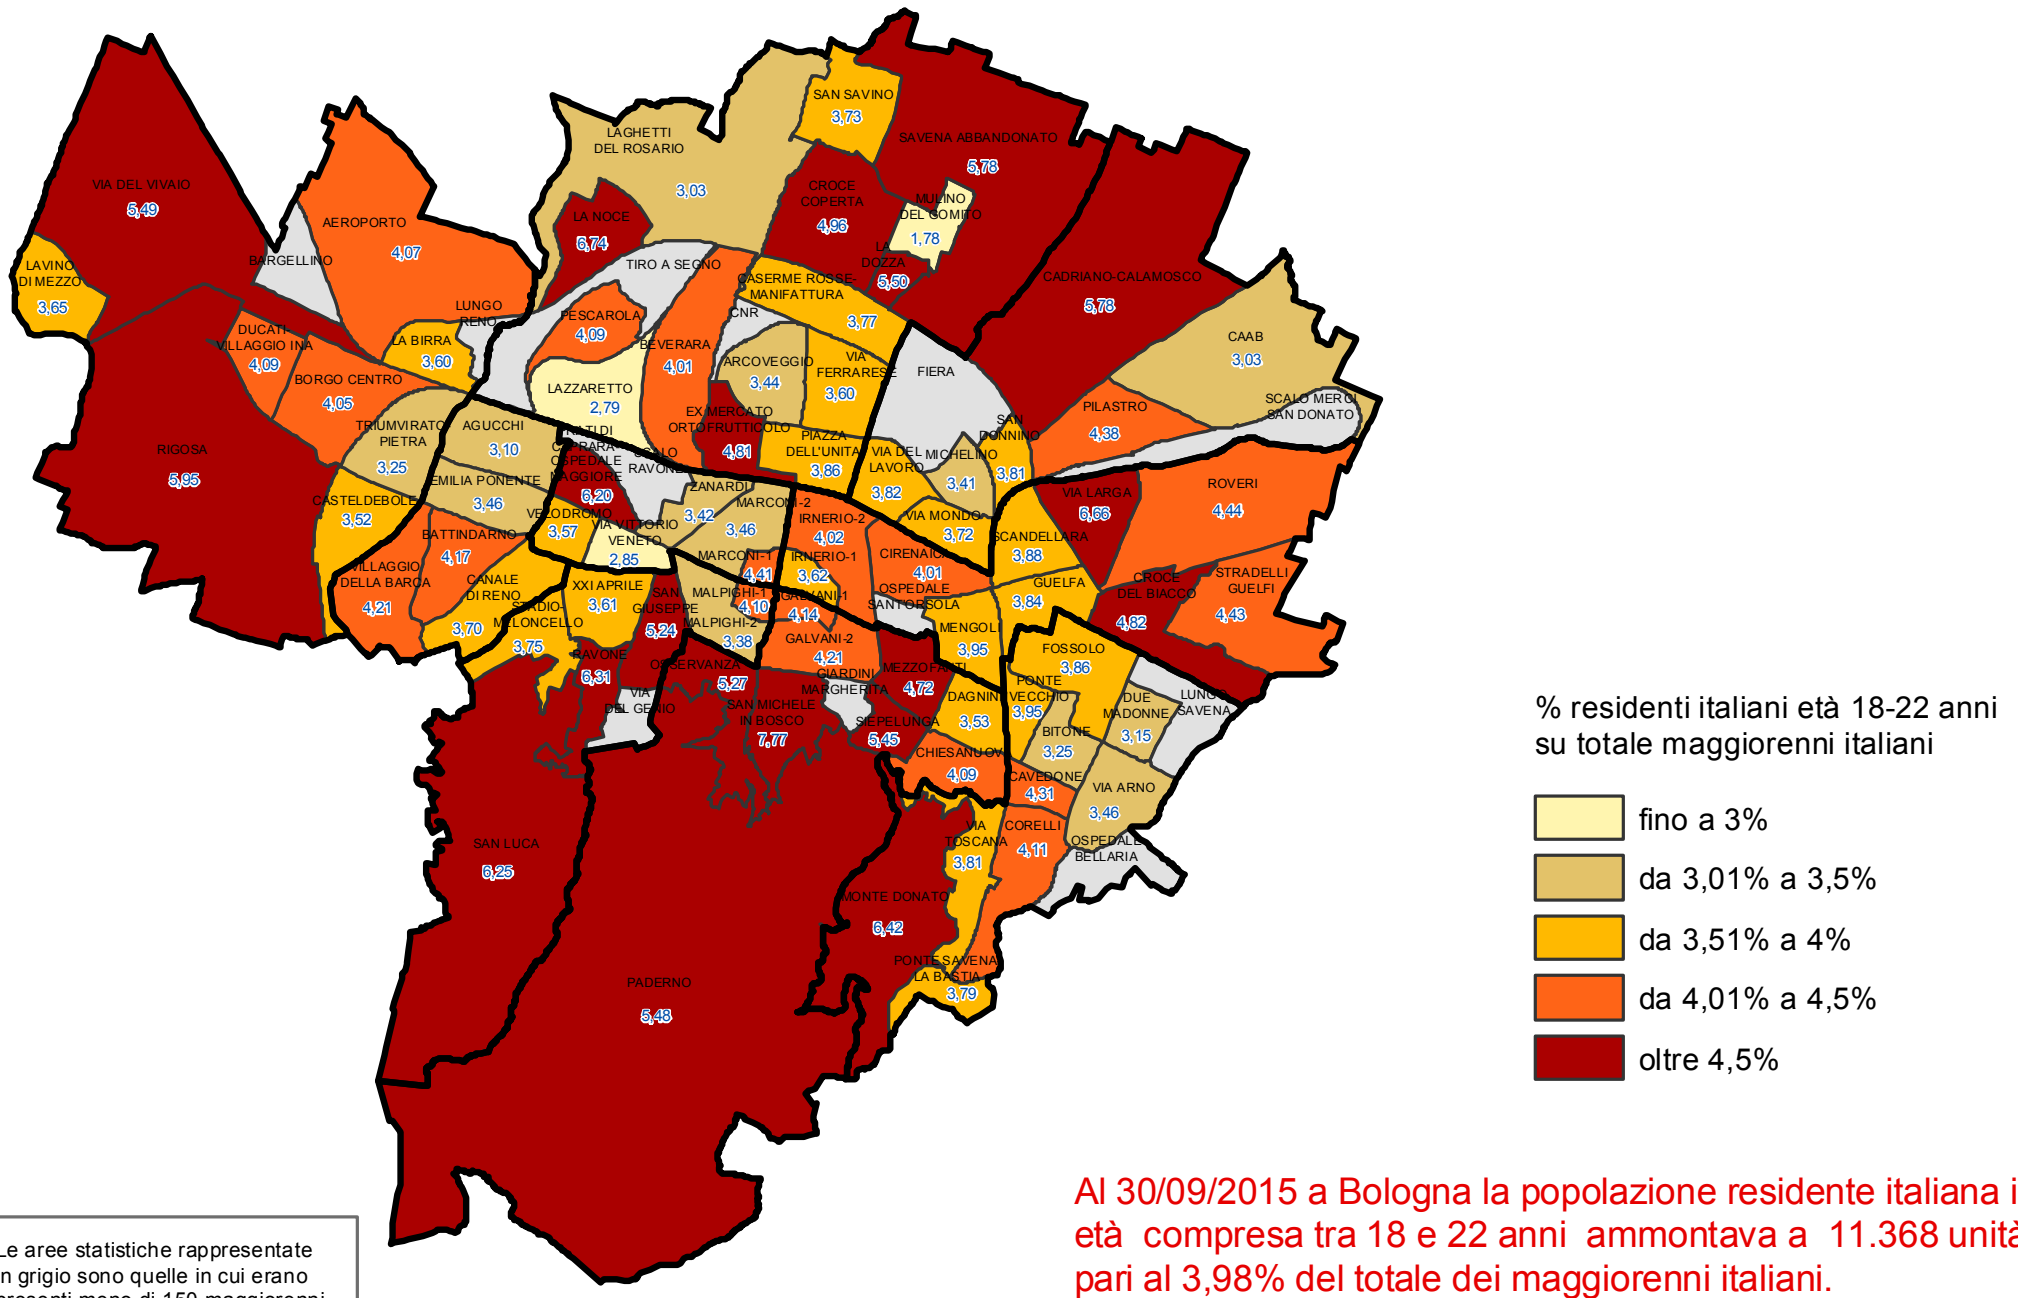 SAN SAVINO
3,73
LAGHETTI
DEL ROSARIO
3,03
SAVENA ABBANDONATO
5,78
VIA DEL VIVAIO
5,49
CROCE
COPERTA
4,96
MULINO
DEL GOMITO
1,78
AEROPORTO
4,07
LA NOCE
6,74
LA
DOZZA
5,50
BARGELLINO
TIRO A SEGNO
LAVINO
DI MEZZO
3,65
CASERME ROSSE-
MANIFATTURA
3,77
CADRIANO-CALAMOSCO
5,78
LUNGO
RENO
PESCAROLA
4,09
CNR
DUCATI-
VILLAGGIO INA
4,09
LA BIRRA
3,60
BEVERARA
4,01
ARCOVEGGIO
3,44
VIA
FERRARESE
3,60
FIERA
CAAB
3,03
BORGO CENTRO
4,05
LAZZARETTO
2,79
EX MERCATO
ORTOFRUTTICOLO
4,81
PILASTRO
4,38
SCALO MERCI
SAN DONATO
TRIUMVIRATO-
PIETRA
3,25
AGUCCHI
3,10
PRATI DI
CAPRARA-
OSPEDALE
MAGGIORE
6,20
SCALO
RAVONE
PIAZZA
DELL'UNITA'
3,86
VIA DEL
LAVORO
3,82
MICHELINO
3,41
SAN
DONNINO
3,81
RIGOSA
5,95
EMILIA PONENTE
3,46
ZANARDI
3,42
MARCONI-2
3,46
CASTELDEBOLE
3,52
VELODROMO
3,57
VIA VITTORIO
VENETO
2,85
IRNERIO-2
4,02
VIA MONDO
3,72
VIA LARGA
6,66
ROVERI
4,44
BATTINDARNO
4,17
MARCONI-1
4,41
IRNERIO-1
3,62
CIRENAICA
4,01
SCANDELLARA
3,88
VILLAGGIO
DELLA BARCA
4,21
CANALE
DI RENO
3,70
XXI APRILE
3,61
SAN
GIUSEPPE
5,24
MALPIGHI-1
4,10
GALVANI-1
4,14
OSPEDALE
SANT'ORSOLA
GUELFA
3,84
CROCE
DEL BIACCO
4,82
STRADELLI
GUELFI
4,43
STADIO-
MELONCELLO
3,75
MALPIGHI-2
3,38
GALVANI-2
4,21
MENGOLI
3,95
FOSSOLO
3,86
RAVONE
6,31
OSSERVANZA
5,27
GIARDINI
MARGHERITA
MEZZOFANTI
4,72
DAGNINI
3,53
PONTE
VECCHIO
3,95
DUE
MADONNE
3,15
LUNGO
SAVENA
VIA
DEL GENIO
SAN MICHELE
IN BOSCO
7,77
SIEPELUNGA
5,45
BITONE
3,25
CHIESANUOVA
4,09
CAVEDONE
4,31
VIA ARNO
3,46
SAN LUCA
6,25
VIA
TOSCANA
3,81
CORELLI
4,11
OSPEDALE
BELLARIA
MONTE DONATO
6,42
PADERNO
5,48
PONTE SAVENA-
LA BASTIA
3,79
% residenti italiani età 18-22 anni
su totale maggiorenni italiani
fino a 3%
da 3,01% a 3,5%
da 3,51% a 4%
da 4,01% a 4,5%
oltre 4,5%
Al 30/09/2015 a Bologna la popolazione residente italiana i
età compresa tra 18 e 22 anni ammontava a 11.368 unità
pari al 3,98% del totale dei maggiorenni italiani.
Le aree statistiche rappresentate
in grigio sono quelle in cui erano
presenti meno di 150 maggiorenni